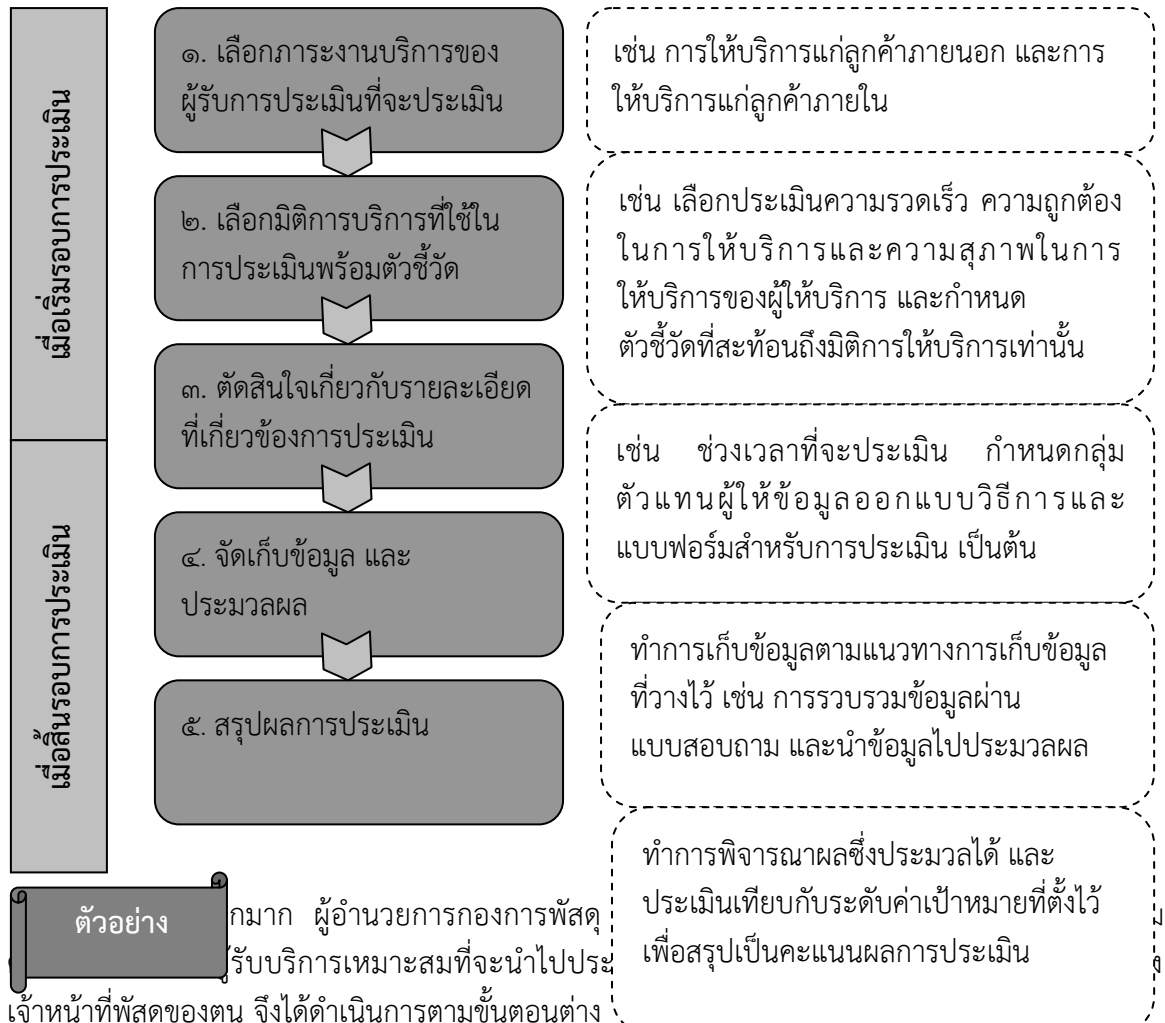 เมื่อเริ่มรอบการประเมิน
๑. เลือกภาระงานบริการของ
ผู้รับการประเมินที่จะประเมิน
เช่น การให้บริการแก่ลูกค้าภายนอก และการ
ให้บริการแก่ลูกค้าภายใน
๒. เลือกมิติการบริการที่ใช้ใน
การประเมินพร้อมตัวชี้วัด
เช่น เลือกประเมินความรวดเร็ว ความถูกต้อง
ในการให้บริการและความสุภาพในการ
ให้บริการของผู้ให้บริการ และกำหนด
ตัวชี้วัดที่สะท้อนถึงมิติการให้บริการเท่านั้น
๓. ตัดสินใจเกี่ยวกับรายละเอียด
ที่เกี่ยวข้องการประเมิน
เช่น ช่วงเวลาที่จะประเมิน กำหนดกลุ่ม
ตัวแทนผู้ให้ข้อมูลออกแบบวิธีการและ
แบบฟอร์มสำหรับการประเมิน เป็นต้น
เมื่อสิ้นรอบการประเมิน
๔. จัดเก็บข้อมูล และ
ประมวลผล
ทำการเก็บข้อมูลตามแนวทางการเก็บข้อมูล
ที่วางไว้ เช่น การรวบรวมข้อมูลผ่าน
แบบสอบถาม และนำข้อมูลไปประมวลผล
๕. สรุปผลการประเมิน
ทำการพิจารณาผลซึ่งประมวลได้ และ
ประเมินเทียบกับระดับค่าเป้าหมายที่ตั้งไว้
เพื่อสรุปเป็นคะแนนผลการประเมิน
ตัวอย่าง
กมาก ผู้อำนวยการกองการพัสดุ
รับบริการเหมาะสมที่จะนำไปประ
เจ้าหน้าที่พัสดุของตน จึงได้ดำเนินการตามขั้นตอนต่าง